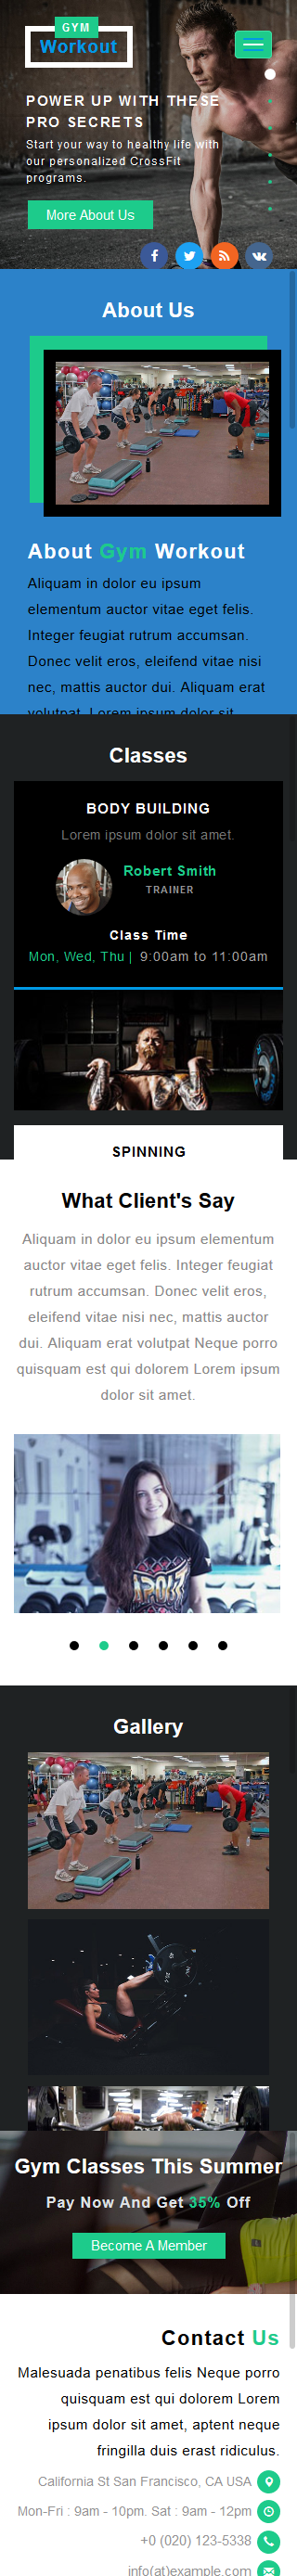 GYM
Workout
POWER UP WITH THESE
PRO SECRETS
Start your way to healthy life with
our personalized CrossFit
programs.
More About Us
About Us
About Gym Workout
Aliquam in dolor eu ipsum
elementum auctor vitae eget felis.
Integer feugiat rutrum accumsan.
Donec velit eros, eleifend vitae nisi
nec, mattis auctor dui. Aliquam erat
volutpat. Lorem ipsum dolor sit
Classes
BODY BUILDING
Lorem ipsum dolor sit amet.
Robert Smith
TRAINER
Class Time
Mon, Wed, Thu | 9:00am to 11:00am
SPINNING
What Client's Say
Aliquam in dolor eu ipsum elementum
auctor vitae eget felis. Integer feugiat
rutrum accumsan. Donec velit eros,
eleifend vitae nisi nec, mattis auctor
dui. Aliquam erat volutpat Neque porro
quisquam est qui dolorem Lorem ipsum
dolor sit amet.
Gallery
Gym Classes This Summer
Pay Now And Get 35% Off
Become A Member
Contact Us
Malesuada penatibus felis Neque porro
quisquam est qui dolorem Lorem
ipsum dolor sit amet, aptent neque
fringilla duis erast ridiculus.
California St San Francisco, CA USA
Mon-Fri : 9am - 10pm. Sat : 9am - 12pm
+0 (020) 123-5338
info(at)example.com